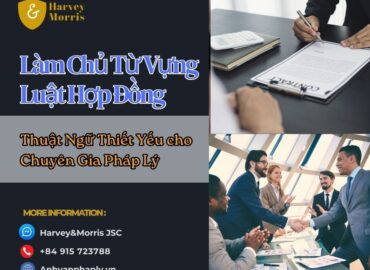 &
Harvey
Morris
Làm Chủ Từ Vựng
Luật Hợp Đồng
Thuật Ngữ Thiết Yếu cho
Chuyên Gia Pháp Lý
MORE INFORMATION :
Harvey&Morris JSC
+84 915 723788
Anhvanphaply.vn
CONTRACT